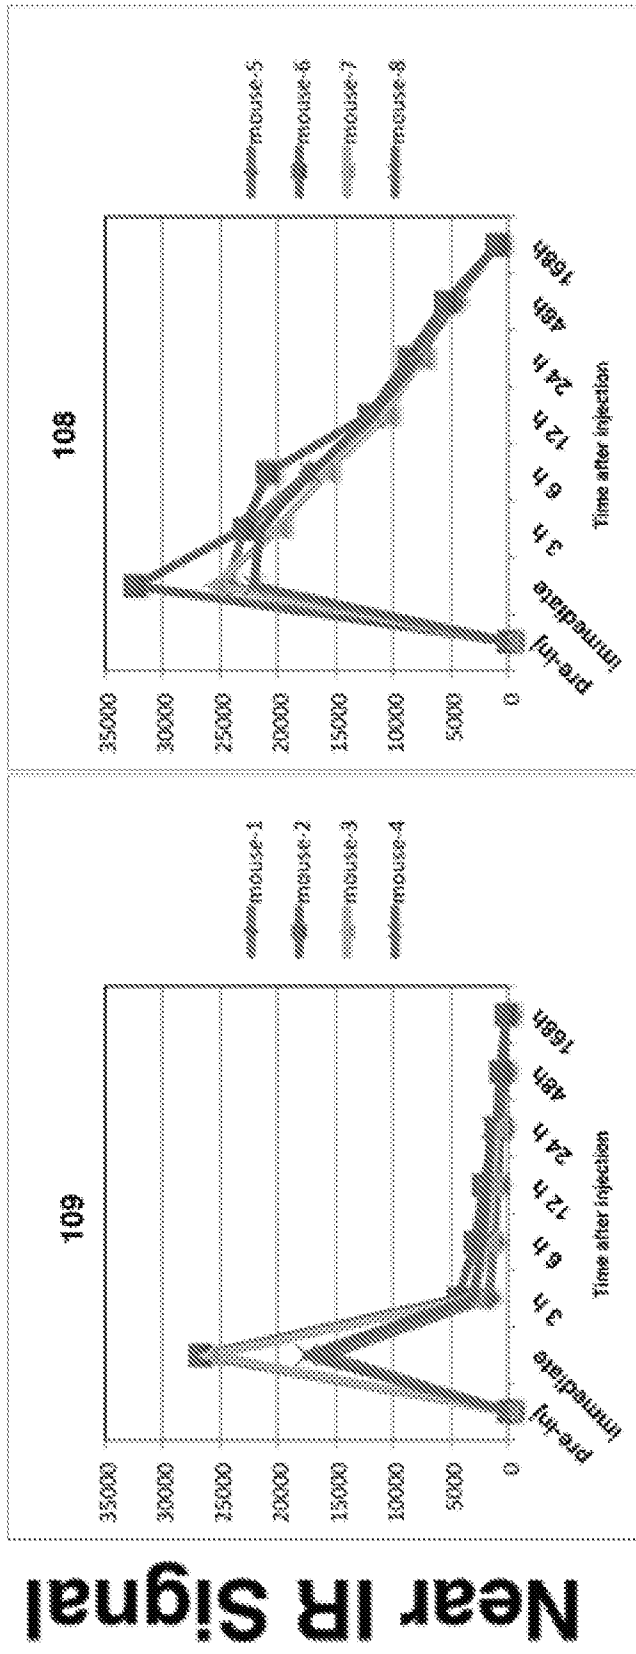 Near IR Signal
109
35000
30000
25000
20000
15000
10000
5000
0
pre-inj
immediate
3 h
6 h
12 h
24 h
48h
168h
Time after injection
mouse-1
mouse-2
mouse-3
mouse-4
108
35000
30000
25000
20000
15000
10000
5000
0
pre-inj
immediate
3 h
6 h
12 h
24 h
48h
168h
Time after injection
mouse-5
mouse-6
mouse-7
mouse-8